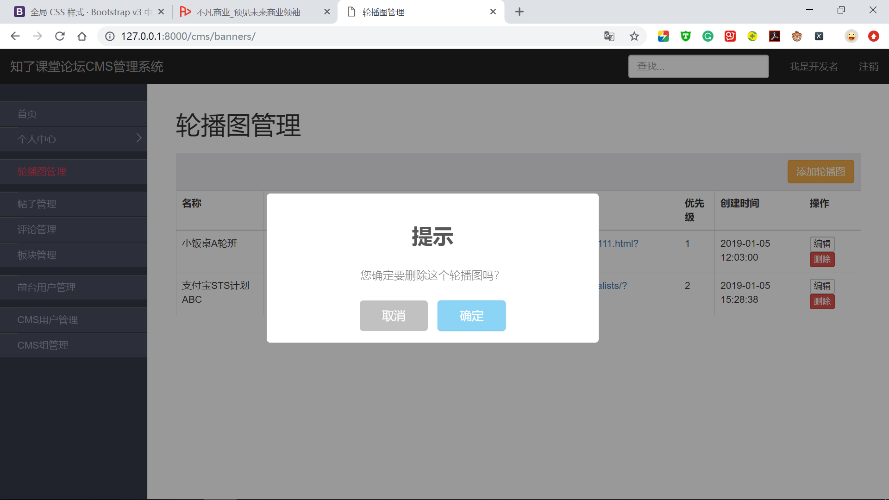 全局 CSS 样式 · Bootstrap v3 中
不凡商业_预见未来商业领袖
轮播图管理
127.0.0.1:8000/cms/banners/
知了课堂论坛CMS管理系统
查找...
我是开发者
注销
首页
个人中心
轮播图管理
帖子管理
评论管理
板块管理
前台用户管理
CMS用户管理
CMS组管理
轮播图管理
添加轮播图
名称
优先级
创建时间
操作
小饭桌A轮班
111.html?
1
2019-01-05
12:03:00
编辑
删除
支付宝STS计划
ABC
alists/?
2
2019-01-05
15:28:38
编辑
删除
提示
您确定要删除这个轮播图吗？
取消
确定